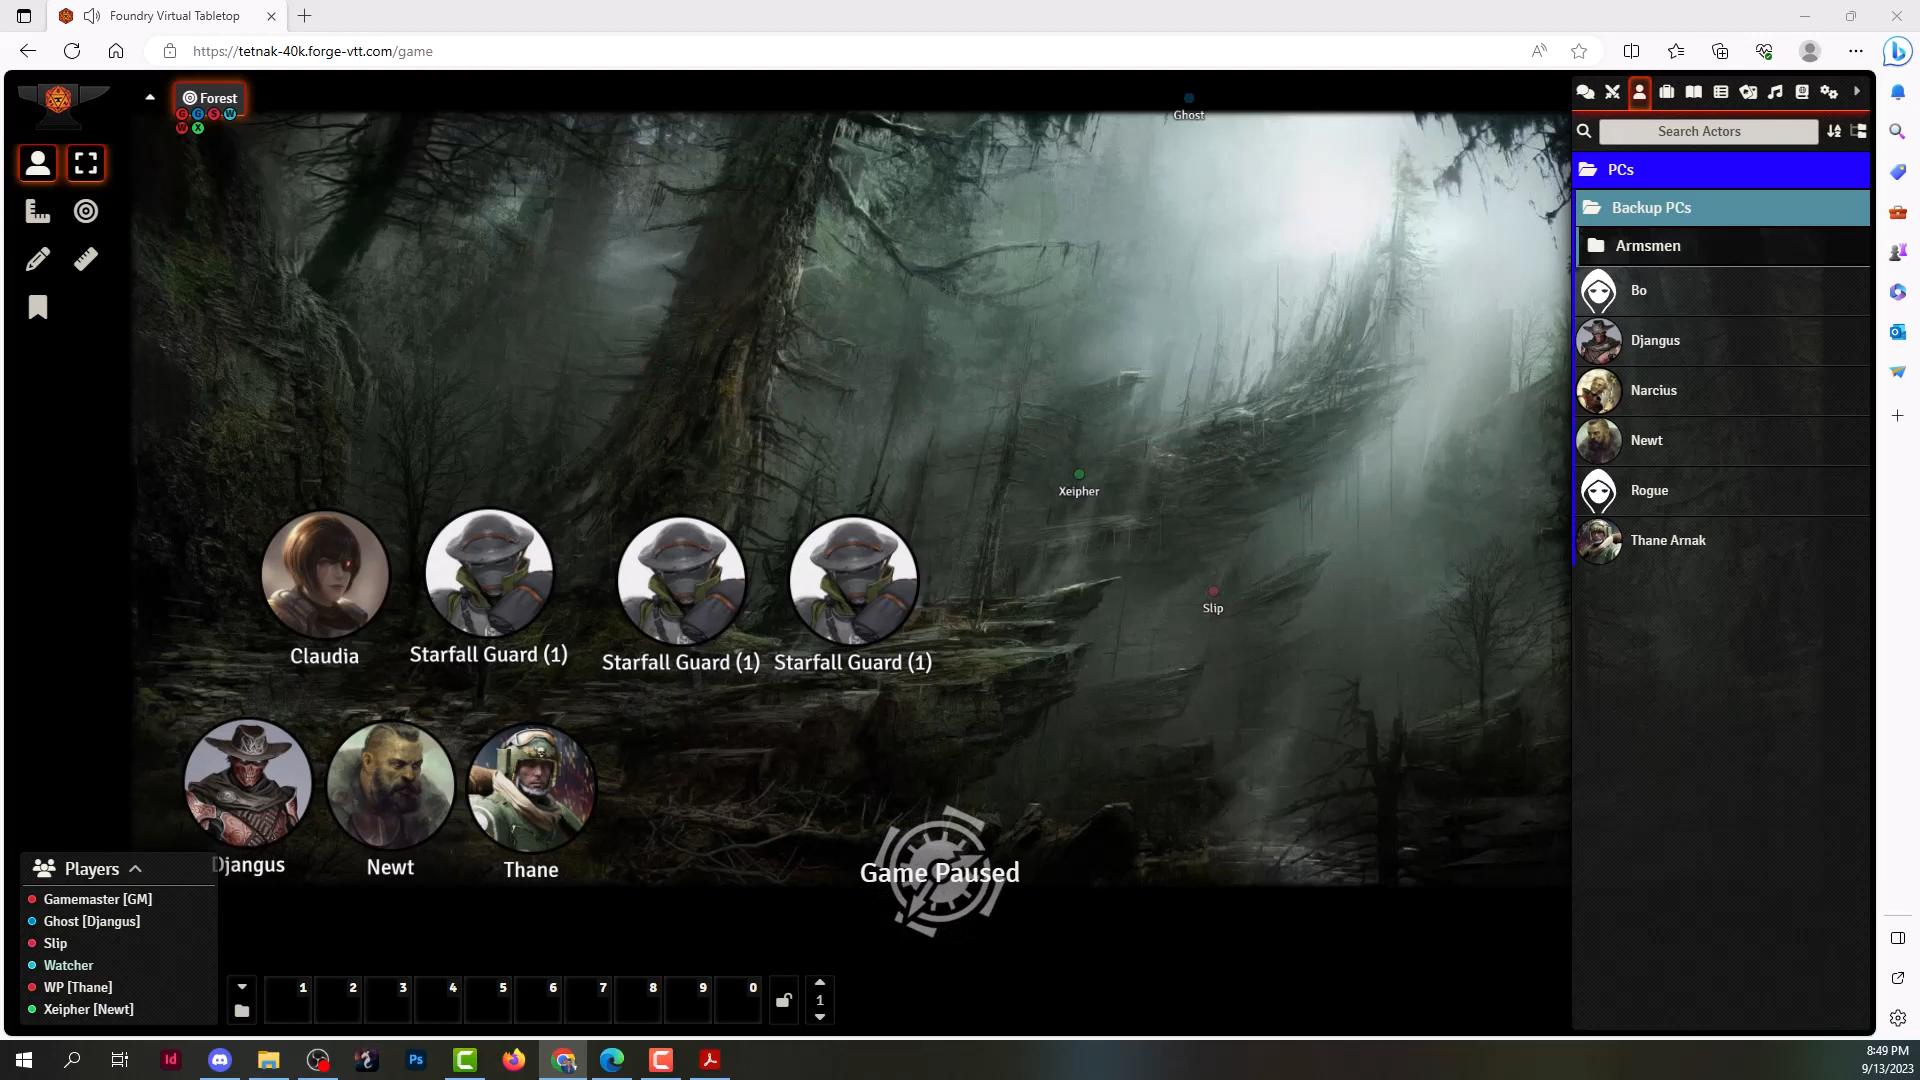 Foundry Virtual Tabletop
https://tetnak-40k.forge-vtt.com/game
Forest
G G S W
W X
Ghost
Search Actors
PCs
Backup PCs
Armsmen
Bo
Djangus
Narcius
Newt
Rogue
Thane Arnak
Xeipher
Slip
Claudia
Starfall Guard (1)
Starfall Guard (1)
Starfall Guard (1)
Djangus
Newt
Thane
Game Paused
Players
Gamemaster [GM]
Ghost [Djangus]
Slip
Watcher
WP [Thane]
Xeipher [Newt]
1 2 3 4 5 6 7 8 9 0
1
Id
Ps
8:49 PM
9/13/2023